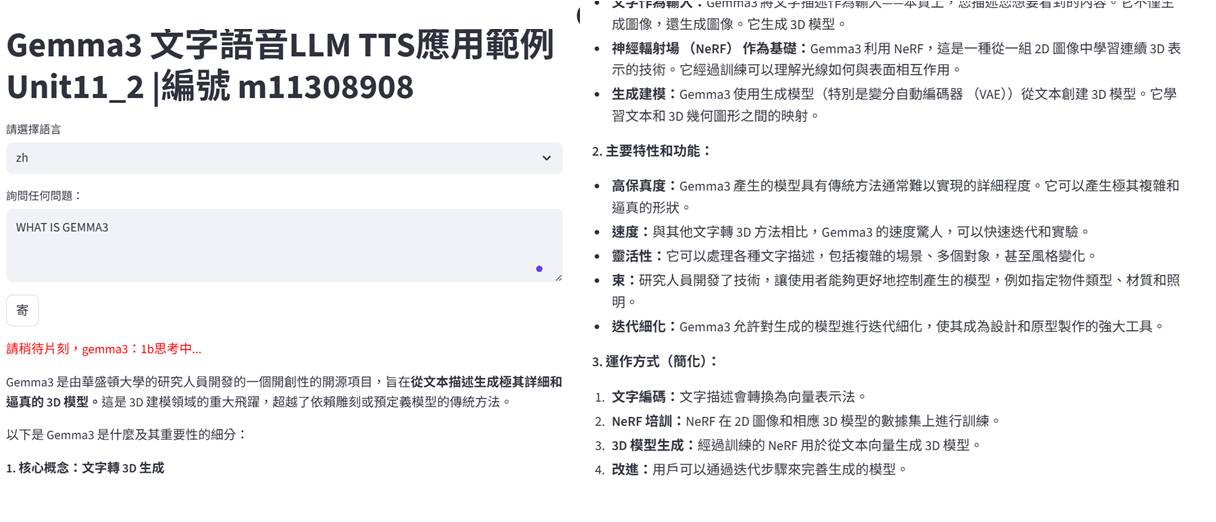 Gemma3 文字語音LLM TTS應用範例
Unit11_2 |編號 m11308908
請選擇語言
zh
詢問任何問題：
WHAT IS GEMMA3
寄
請稍待片刻，gemma3：1b思考中...
Gemma3 是由華盛頓大學的研究人員開發的一個開創性的開源項目，旨在從文本描述生成極其詳細和
逼真的 3D 模型。這是 3D 建模領域的重大飛躍，超越了依賴雕刻或預定義模型的傳統方法。
以下是 Gemma3 是什麼及其重要性的細分：
1. 核心概念：文字轉 3D 生成
文字作為輸入：Gemma3 將文字描述作為輸入——本質上，您描述您想要看到的內容。它不僅生
成圖像，還生成圖像。它生成 3D 模型。
神經輻射場 （NeRF） 作為基礎：Gemma3 利用 NeRF，這是一種從一組 2D 圖像中學習連續 3D 表
示的技術。它經過訓練可以理解光線如何與表面相互作用。
生成建模：Gemma3 使用生成模型（特別是變分自動編碼器 （VAE））從文本創建 3D 模型。它學
習文本和 3D 幾何圖形之間的映射。
2. 主要特性和功能：
高保真度：Gemma3 產生的模型具有傳統方法通常難以實現的詳細程度。它可以產生極其複雜和
逼真的形狀。
速度：與其他文字轉 3D 方法相比，Gemma3 的速度驚人，可以快速迭代和實驗。
靈活性：它可以處理各種文字描述，包括複雜的場景、多個對象，甚至風格變化。
束：研究人員開發了技術，讓使用者能夠更好地控制產生的模型，例如指定物件類型、材質和照
明。
迭代細化：Gemma3 允許對生成的模型進行迭代細化，使其成為設計和原型製作的強大工具。
3. 運作方式（簡化）：
1. 文字編碼：文字描述會轉換為向量表示法。
2. NeRF 培訓：NeRF 在 2D 圖像和相應 3D 模型的數據集上進行訓練。
3. 3D 模型生成：經過訓練的 NeRF 用於從文本向量生成 3D 模型。
4. 改進：用戶可以通過迭代步驟來完善生成的模型。